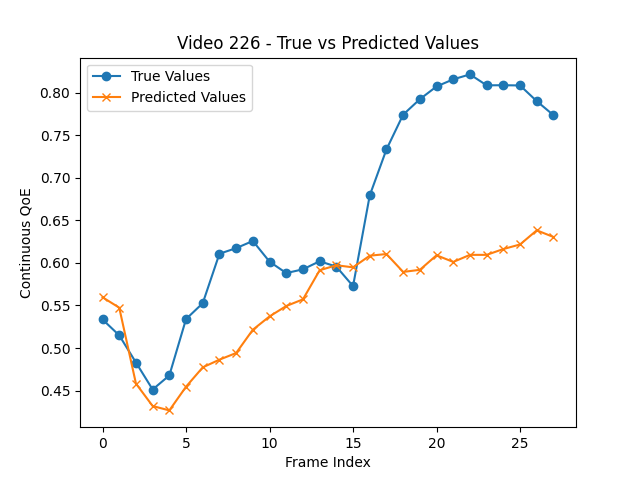 Video 226 - True vs Predicted Values
True Values
Predicted Values
0.80
0.75
0.70
0.65
0.60
0.55
0.50
0.45
Continuous QoE
0 5 10 15 20 25
Frame Index